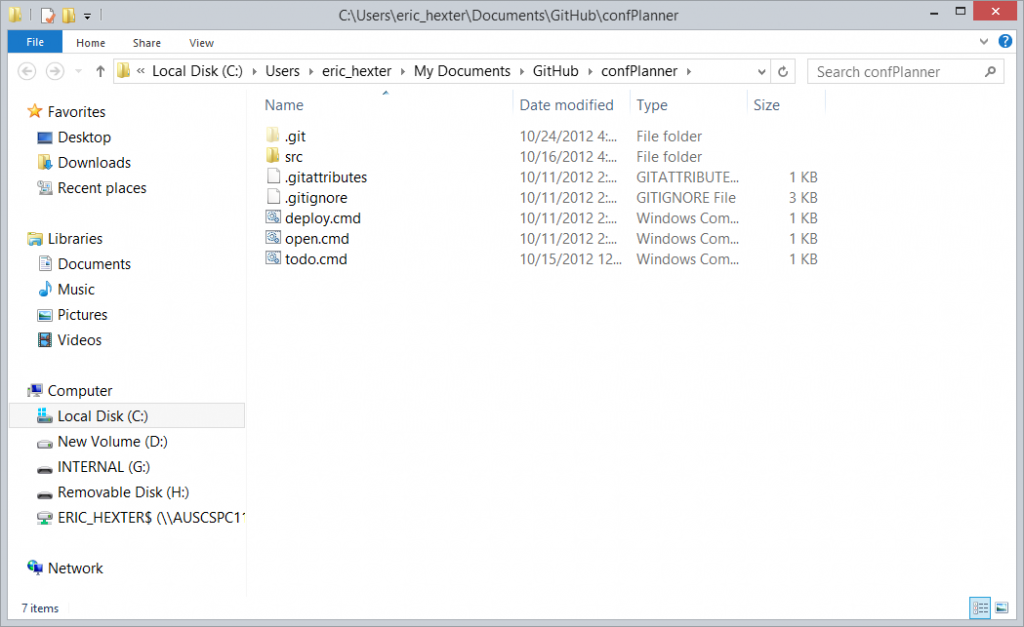 C:\Users\eric_hexter\Documents\GitHub\confPlanner
File Home Share View
« Local Disk (C:) Users eric_hexter My Documents GitHub confPlanner
Search confPlanner
Favorites
Desktop
Downloads
Recent places
Libraries
Documents
Music
Pictures
Videos
Computer
Local Disk (C:)
New Volume (D:)
INTERNAL (G:)
Removable Disk (H:)
ERIC_HEXTER$ (\\AUSCSPC11
Network
Name Date modified Type Size
.git 10/24/2012 4:... File folder
src 10/16/2012 4:... File folder
.gitattributes 10/11/2012 2:... GITATTRIBUTE... 1 KB
.gitignore 10/11/2012 2:... GITIGNORE File 3 KB
deploy.cmd 10/11/2012 2:... Windows Com... 1 KB
open.cmd 10/11/2012 2:... Windows Com... 1 KB
todo.cmd 10/15/2012 12... Windows Com... 1 KB
7 items